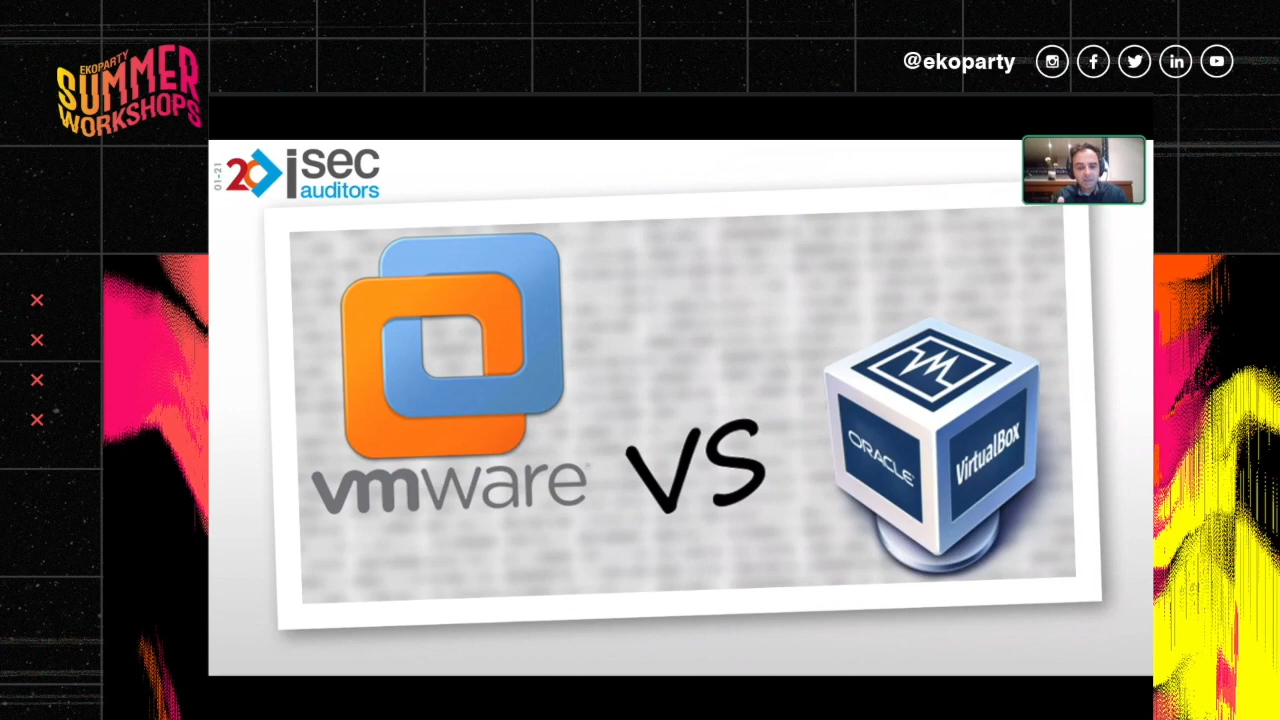 EKOPARTY
SUMMER
WORKSHOPS
@ekoparty
01-21
20
isec
auditors
vmware
vs
ORACLE
VirtualBox